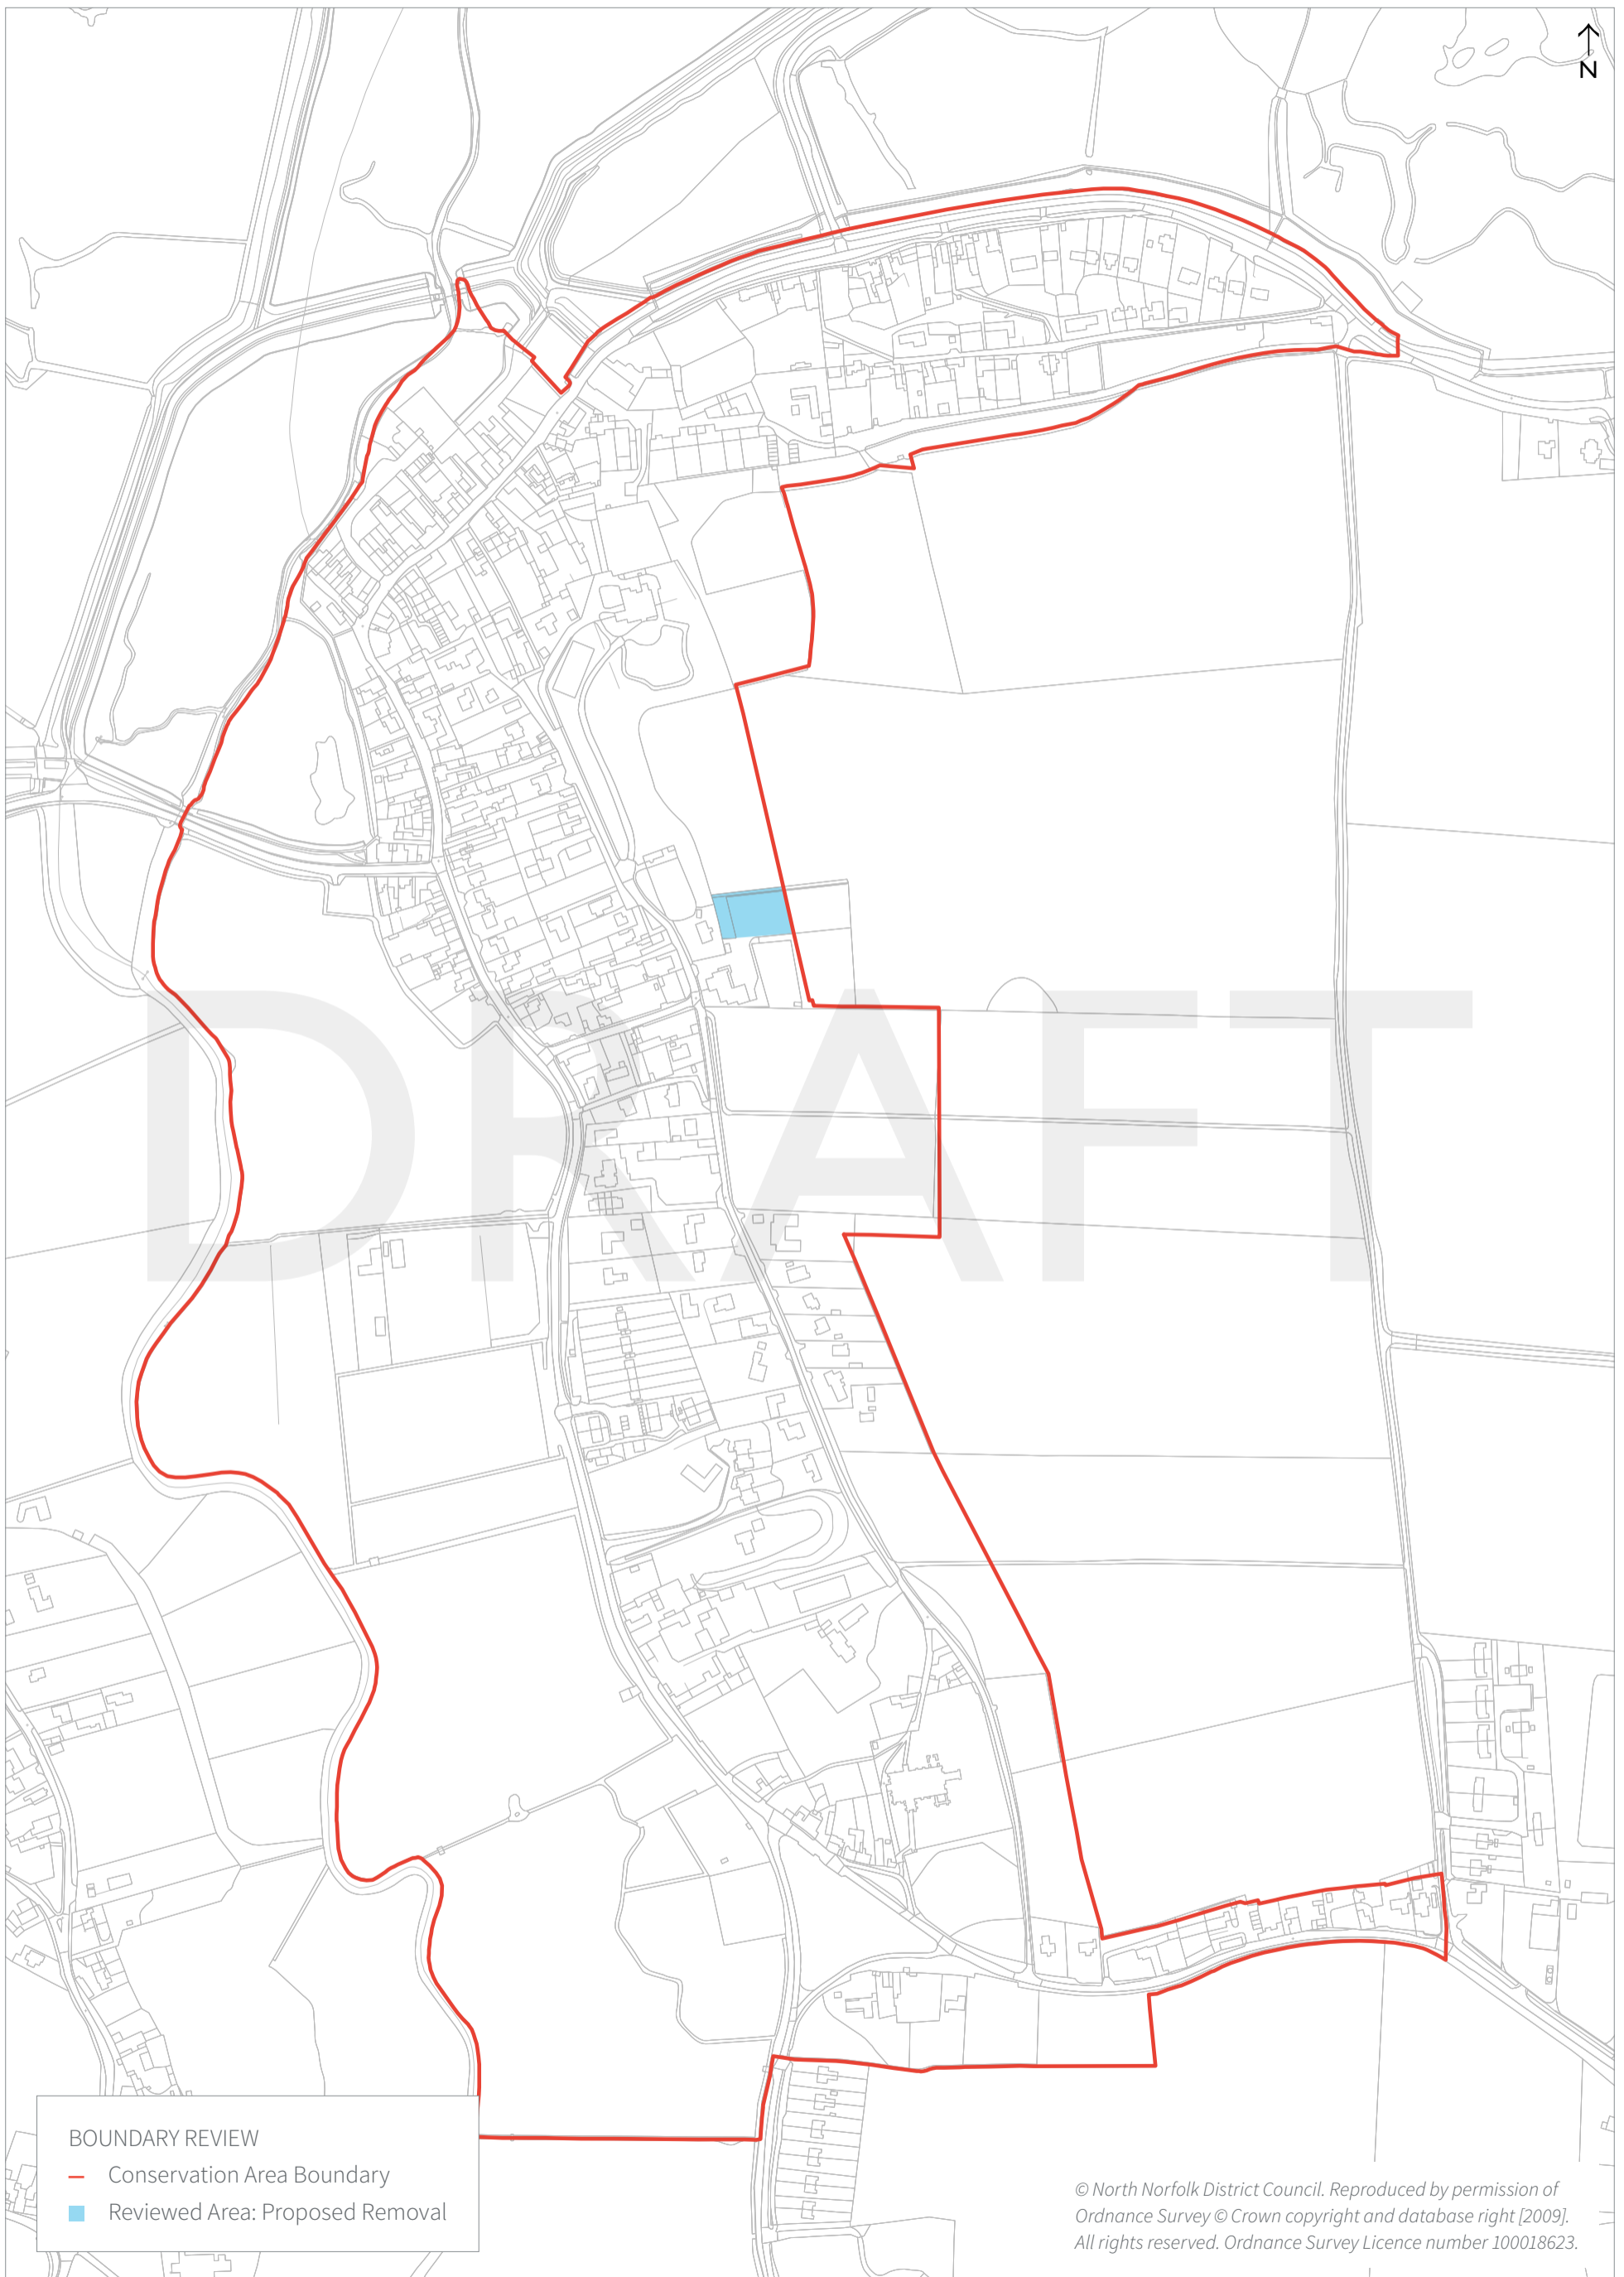 N
DRAFT
BOUNDARY REVIEW
Conservation Area Boundary
Reviewed Area: Proposed Removal
© North Norfolk District Council. Reproduced by permission of
Ordnance Survey © Crown copyright and database right [2009].
All rights reserved. Ordnance Survey Licence number 100018623.